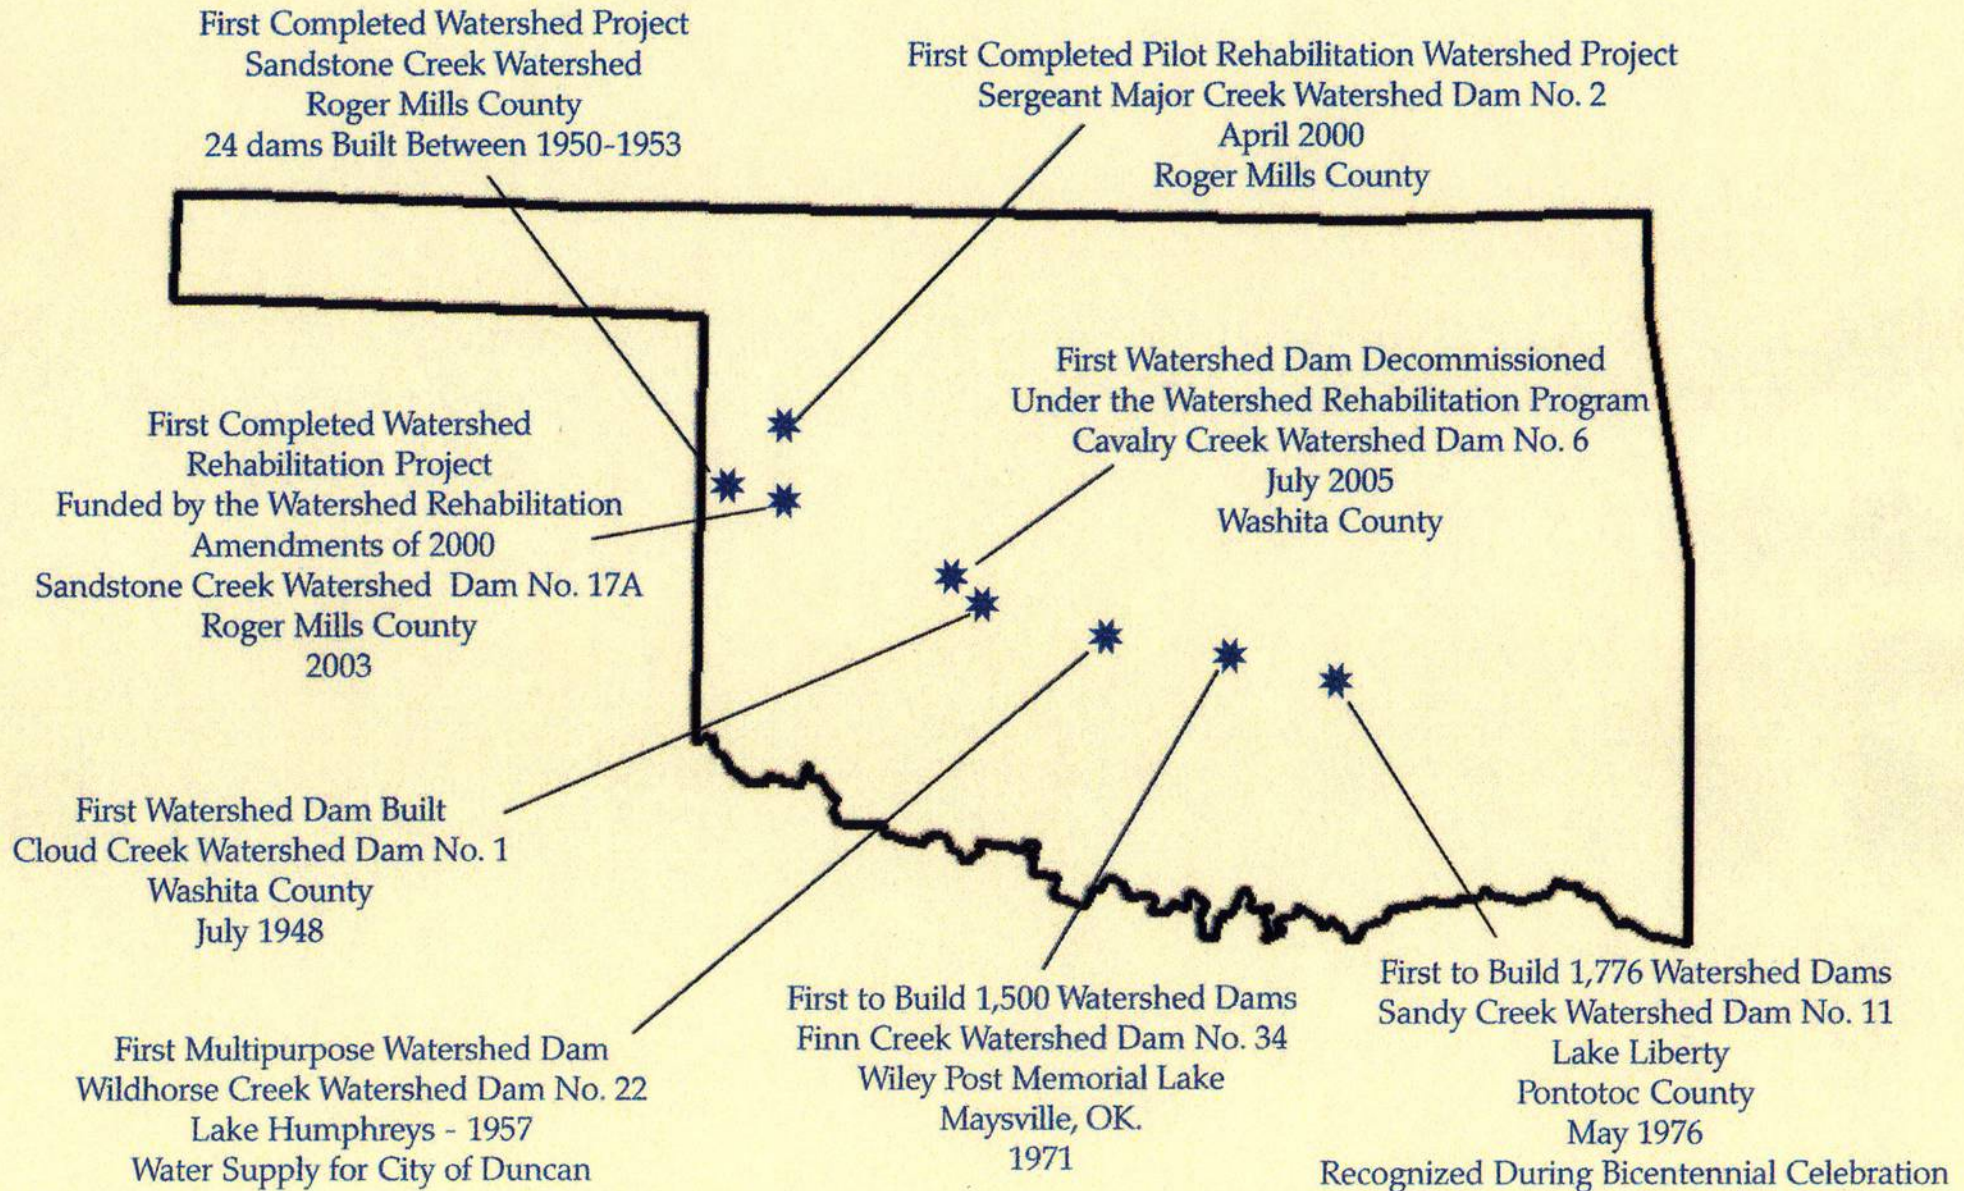 First Completed Watershed Project
Sandstone Creek Watershed
Roger Mills County
24 dams Built Between 1950-1953
First Completed Pilot Rehabilitation Watershed Project
Sergeant Major Creek Watershed Dam No. 2
April 2000
Roger Mills County
First Watershed Dam Decommissioned
Under the Watershed Rehabilitation Program
Cavalry Creek Watershed Dam No. 6
July 2005
Washita County
First Completed Watershed
Rehabilitation Project
Funded by the Watershed Rehabilitation
Amendments of 2000
Sandstone Creek Watershed Dam No. 17A
Roger Mills County
2003
First Watershed Dam Built
Cloud Creek Watershed Dam No. 1
Washita County
July 1948
First Multipurpose Watershed Dam
Wildhorse Creek Watershed Dam No. 22
Lake Humphreys - 1957
Water Supply for City of Duncan
First to Build 1,500 Watershed Dams
Finn Creek Watershed Dam No. 34
Wiley Post Memorial Lake
Maysville, OK.
1971
First to Build 1,776 Watershed Dams
Sandy Creek Watershed Dam No. 11
Lake Liberty
Pontotoc County
May 1976
Recognized During Bicentennial Celebration